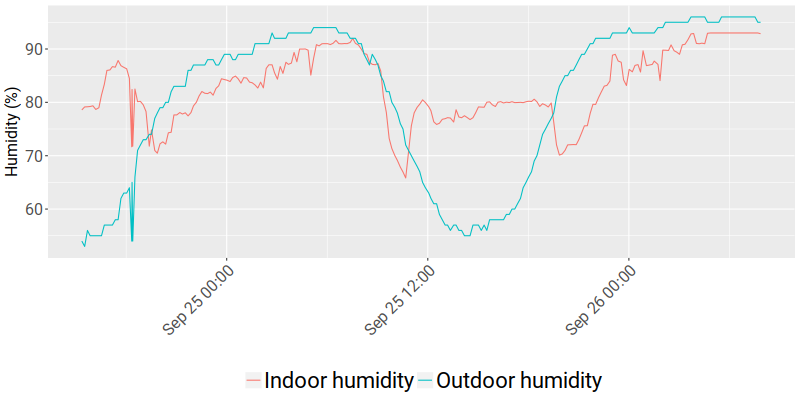 Humidity (%)
90
80
70
60
Sep 25 00:00
Sep 25 12:00
Sep 26 00:00
Indoor humidity
Outdoor humidity